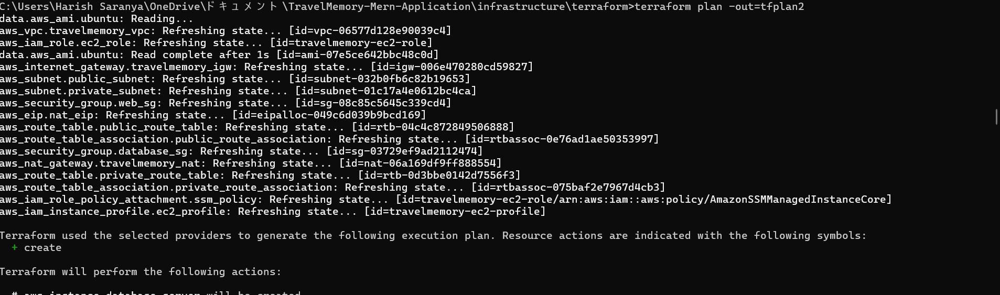 C:\Users\Harish Saranya\OneDrive\ドキュメント\TravelMemory-Mern-Application\infrastructure\terraform>terraform plan -out=tfplan2
data.aws_ami.ubuntu: Reading...
aws_vpc.travelmemory_vpc: Refreshing state... [id=vpc-06577d128e90039c4]
aws_iam_role.ec2_role: Refreshing state... [id=travelmemory-ec2-role]
data.aws_ami.ubuntu: Read complete after 1s [id=ami-07e5ce642bbc48c0d]
aws_internet_gateway.travelmemory_igw: Refreshing state... [id=igw-006e470280cd59827]
aws_subnet.public_subnet: Refreshing state... [id=subnet-032b0fb6c82b19653]
aws_subnet.private_subnet: Refreshing state... [id=subnet-01c17a4e0612bc4ca]
aws_security_group.web_sg: Refreshing state... [id=sg-08c85c5645c339cd4]
aws_eip.nat_eip: Refreshing state... [id=eipalloc-049c6d039b9bcd169]
aws_route_table.public_route_table: Refreshing state... [id=rtb-04c4c872849506888]
aws_route_table_association.public_route_association: Refreshing state... [id=rtbassoc-0e76ad1ae50353997]
aws_security_group.database_sg: Refreshing state... [id=sg-03729ef9ad2112474]
aws_nat_gateway.travelmemory_nat: Refreshing state... [id=nat-06a169df9ff888554]
aws_route_table.private_route_table: Refreshing state... [id=rtb-0d3bbe0142d7556f3]
aws_route_table_association.private_route_association: Refreshing state... [id=rtbassoc-075baf2e7967d4cb3]
aws_iam_role_policy_attachment.ssm_policy: Refreshing state... [id=travelmemory-ec2-role/arn:aws:iam::aws:policy/AmazonSSMManagedInstanceCore]
aws_iam_instance_profile.ec2_profile: Refreshing state... [id=travelmemory-ec2-profile]
Terraform used the selected providers to generate the following execution plan. Resource actions are indicated with the following symbols:
+ create
Terraform will perform the following actions:
# aws_instance.database_server will be created